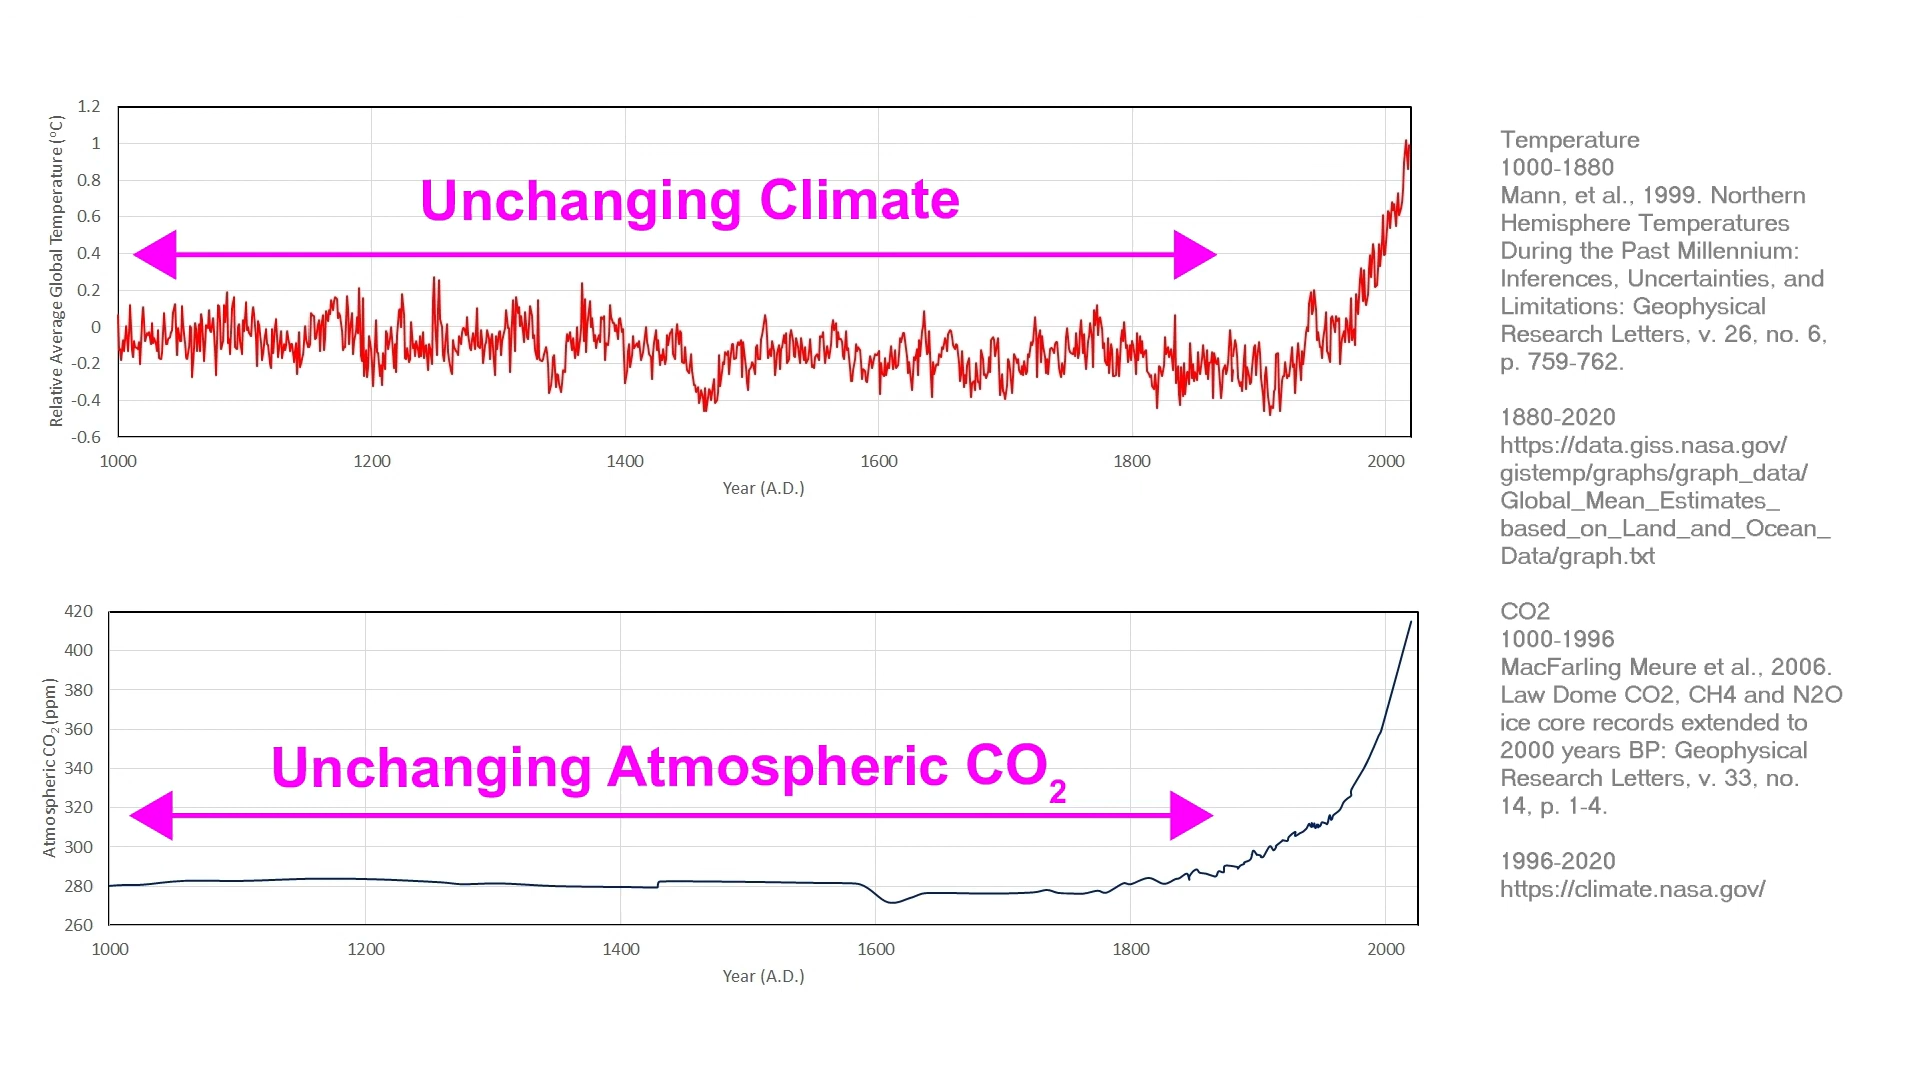 1.2
1
0.8
0.6
0.4
0.2
0
-0.2
-0.4
-0.6
Relative Average Global Temperature (°C)
Unchanging Climate
1000 1200 1400 1600 1800 2000
Year (A.D.)
420
400
380
360
340
320
300
280
260
Atmospheric CO₂ (ppm)
Unchanging Atmospheric CO₂
1000 1200 1400 1600 1800 2000
Year (A.D.)
Temperature
1000-1880
Mann, et al., 1999. Northern
Hemisphere Temperatures
During the Past Millennium:
Inferences, Uncertainties, and
Limitations: Geophysical
Research Letters, v. 26, no. 6,
p. 759-762.
1880-2020
https://data.giss.nasa.gov/
gistemp/graphs/graph_data/
Global_Mean_Estimates_
based_on_Land_and_Ocean_
Data/graph.txt
CO2
1000-1996
MacFarling Meure et al., 2006.
Law Dome CO2, CH4 and N2O
ice core records extended to
2000 years BP: Geophysical
Research Letters, v. 33, no.
14, p. 1-4.
1996-2020
https://climate.nasa.gov/